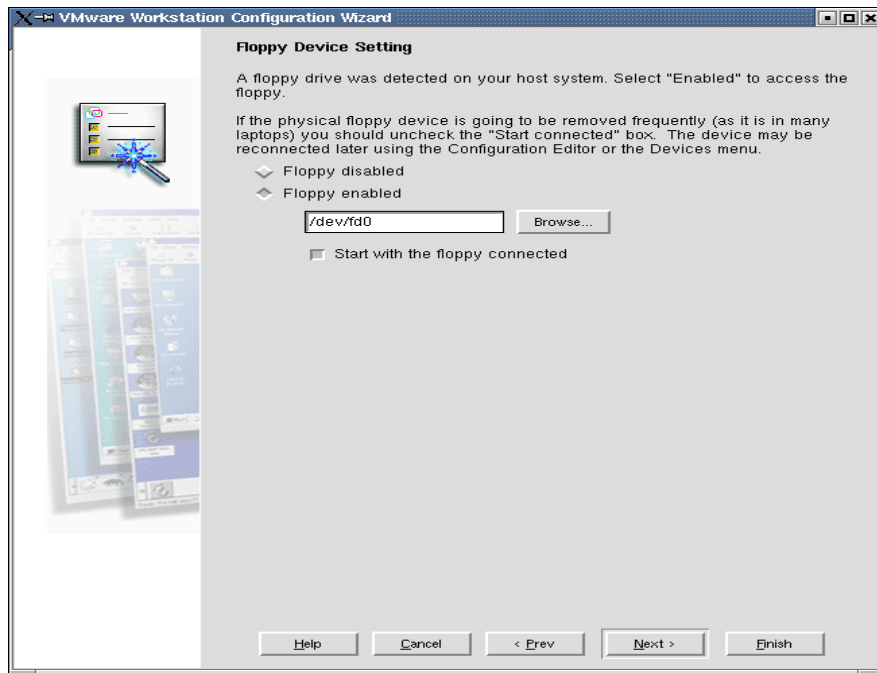 VMware Workstation Configuration Wizard
Floppy Device Setting
A floppy drive was detected on your host system. Select "Enabled" to access the
floppy.
If the physical floppy device is going to be removed frequently (as it is in many
laptops) you should uncheck the "Start connected" box. The device may be
reconnected later using the Configuration Editor or the Devices menu.
Floppy disabled
Floppy enabled
/dev/fd0
Browse...
Start with the floppy connected
Help
Cancel
< Prev
Next >
Finish